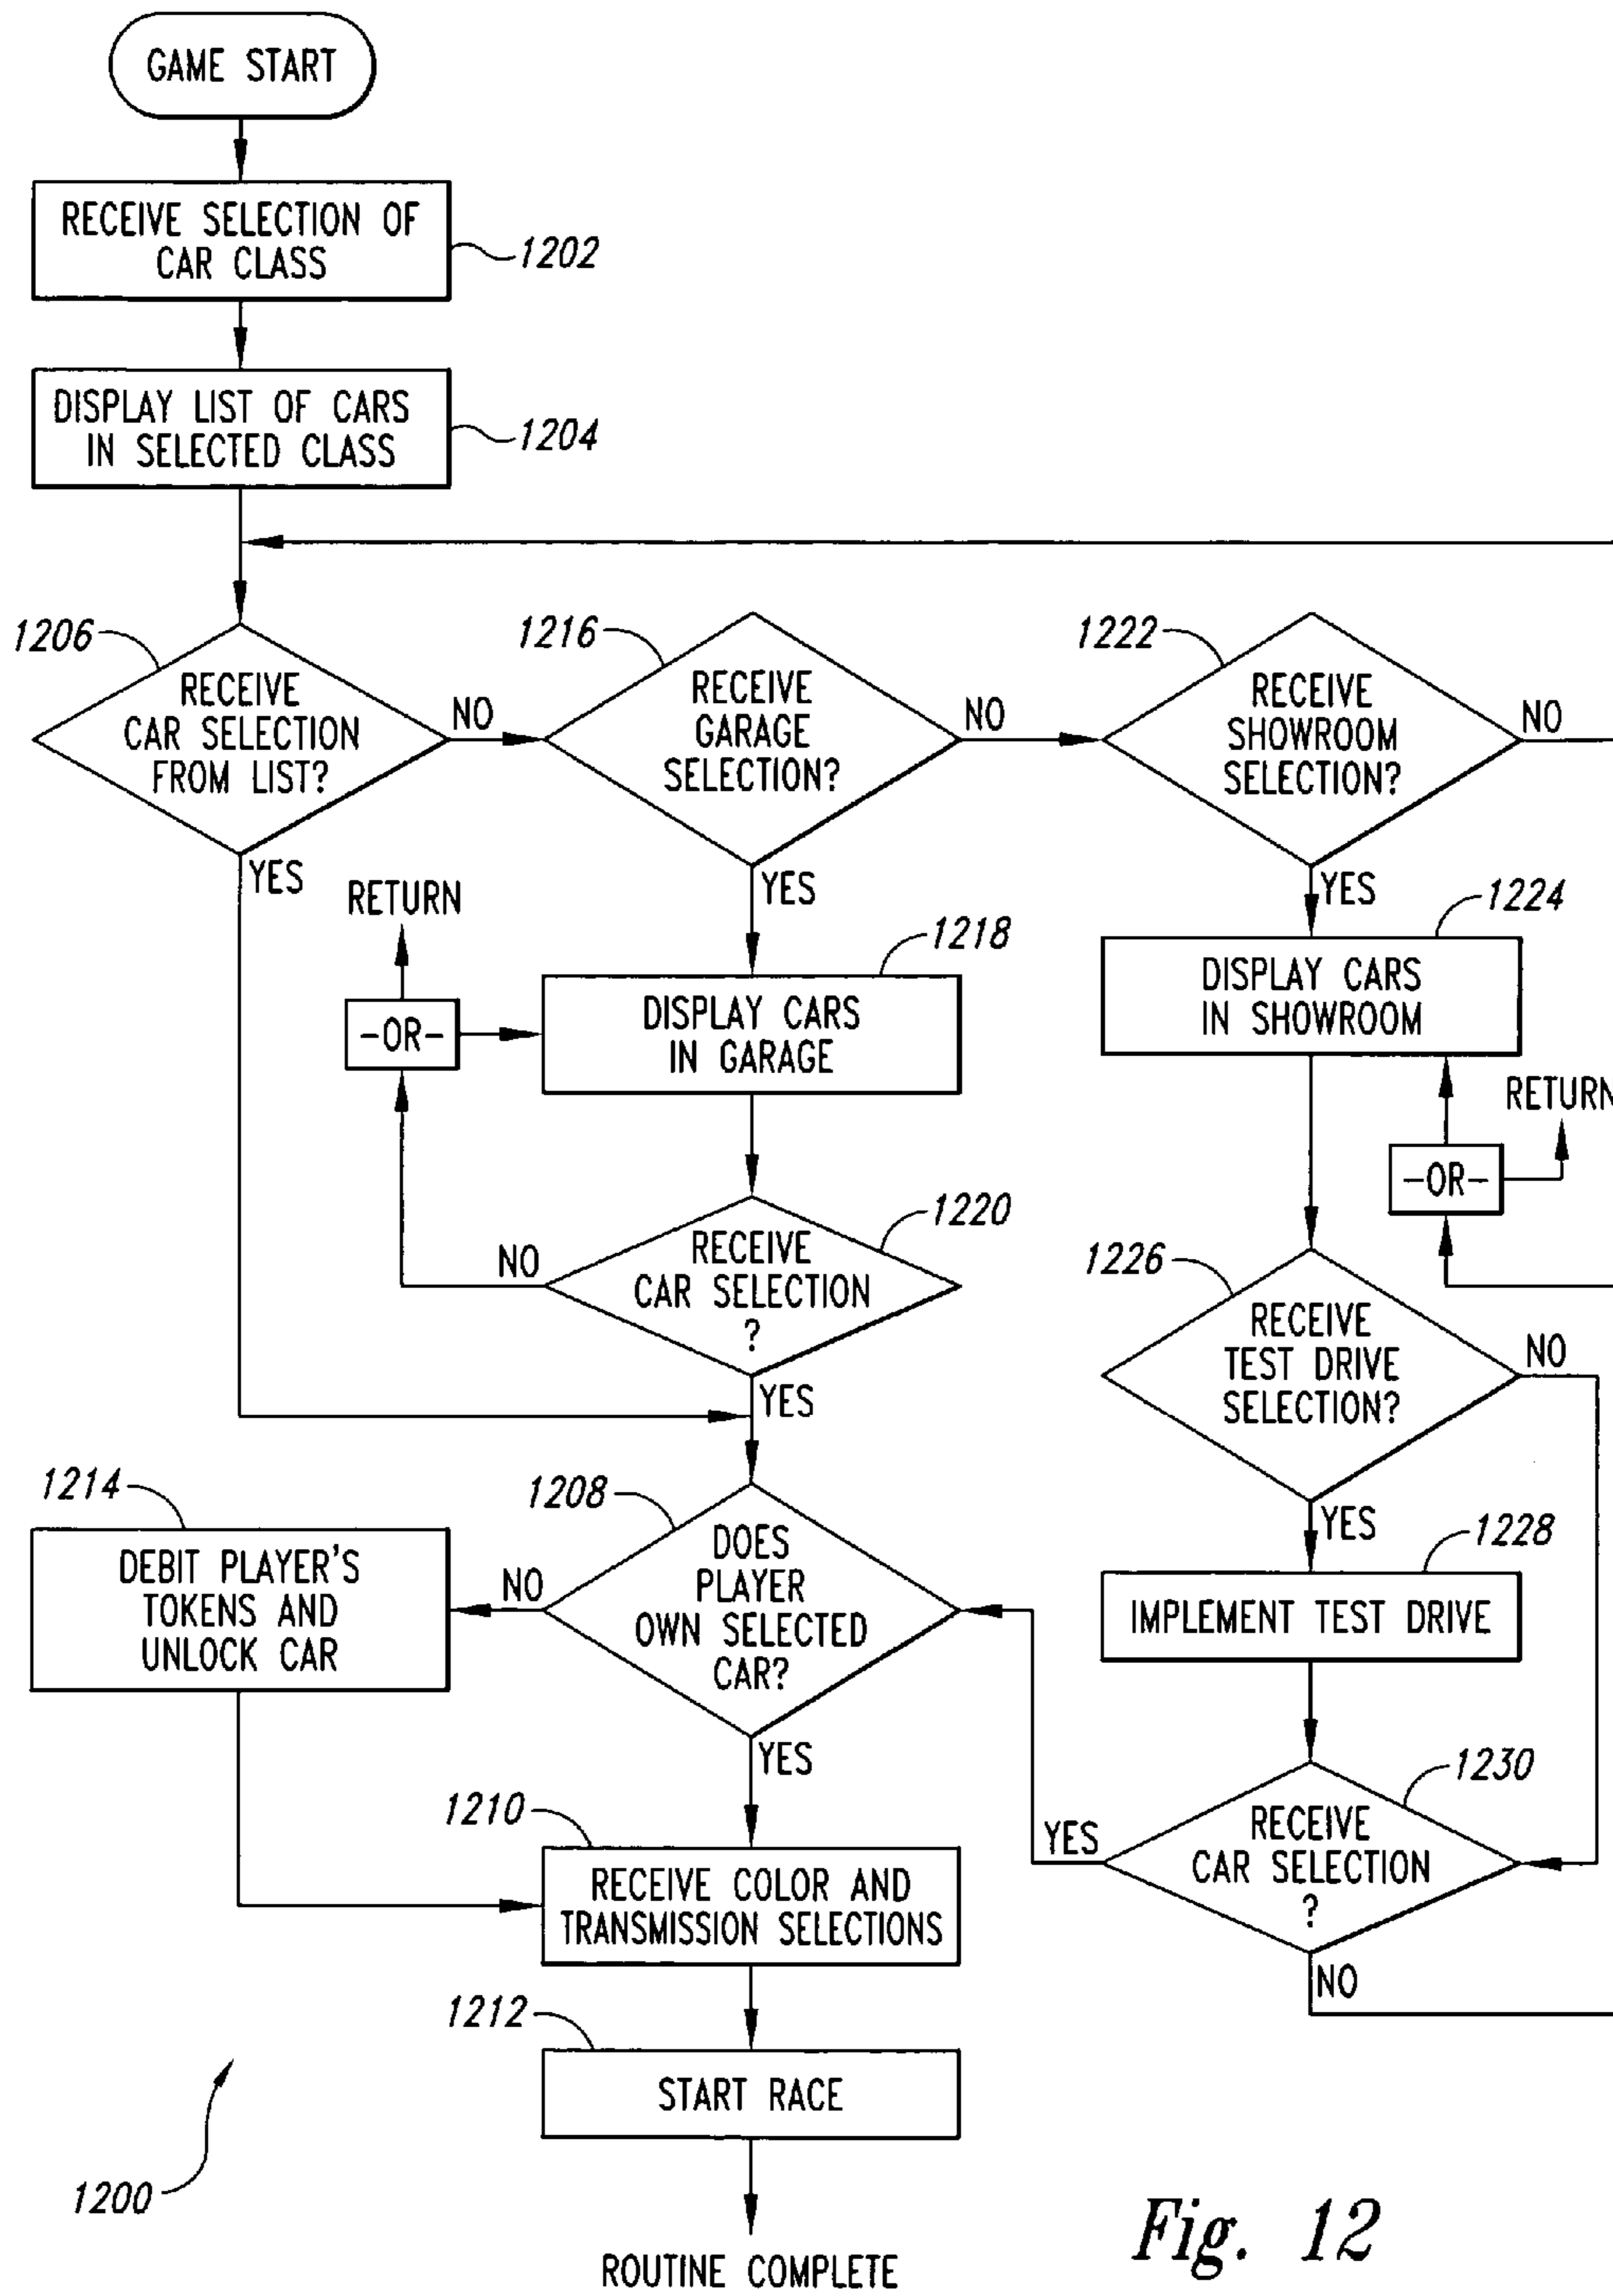 GAME START
RECEIVE SELECTION OF
CAR CLASS
1202
DISPLAY LIST OF CARS
IN SELECTED CLASS
1204
1206
RECEIVE
CAR SELECTION
FROM LIST?
NO
YES
1216
RECEIVE
GARAGE
SELECTION?
NO
YES
1222
RECEIVE
SHOWROOM
SELECTION?
NO
YES
RETURN
-OR-
1218
DISPLAY CARS
IN GARAGE
1224
DISPLAY CARS
IN SHOWROOM
RETURN
-OR-
1220
RECEIVE
CAR SELECTION
?
NO
YES
1226
RECEIVE
TEST DRIVE
SELECTION?
NO
YES
1214
DEBIT PLAYER'S
TOKENS AND
UNLOCK CAR
1208
DOES
PLAYER
OWN SELECTED
CAR?
NO
YES
1228
IMPLEMENT TEST DRIVE
1230
RECEIVE
CAR SELECTION
?
YES
NO
1210
RECEIVE COLOR AND
TRANSMISSION SELECTIONS
1212
START RACE
1200
ROUTINE COMPLETE
Fig. 12